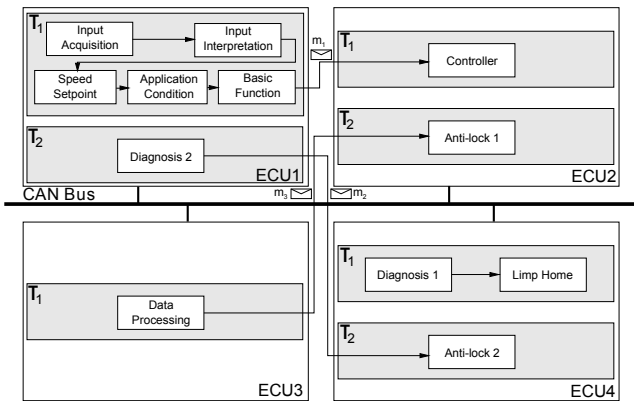 T1
Input
Acquisition
Input
Interpretation
Speed
Setpoint
Application
Condition
Basic
Function
T2
Diagnosis 2
ECU1
m1
T1
Controller
T2
Anti-lock 1
ECU2
CAN Bus
m3
m2
T1
Data
Processing
ECU3
T1
Diagnosis 1
Limp Home
T2
Anti-lock 2
ECU4